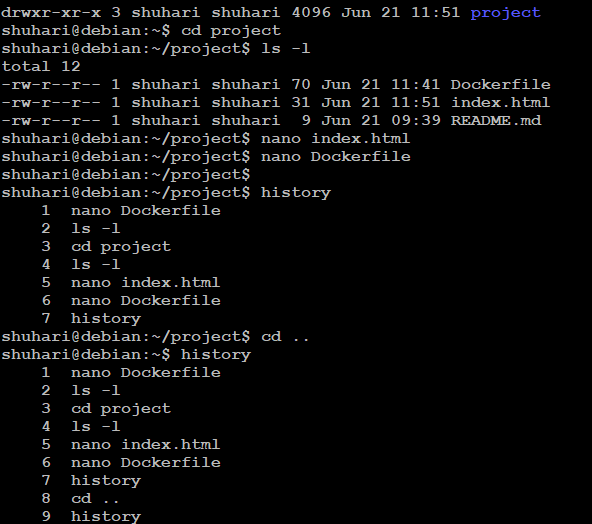 drwxr-xr-x 3 shuhari shuhari 4096 Jun 21 11:51 project
shuhari@debian:~$ cd project
shuhari@debian:~/project$ ls -l
total 12
-rw-r--r-- 1 shuhari shuhari 70 Jun 21 11:41 Dockerfile
-rw-r--r-- 1 shuhari shuhari 31 Jun 21 11:51 index.html
-rw-r--r-- 1 shuhari shuhari  9 Jun 21 09:39 README.md
shuhari@debian:~/project$ nano index.html
shuhari@debian:~/project$ nano Dockerfile
shuhari@debian:~/project$
shuhari@debian:~/project$ history
    1  nano Dockerfile
    2  ls -l
    3  cd project
    4  ls -l
    5  nano index.html
    6  nano Dockerfile
    7  history
shuhari@debian:~/project$ cd ..
shuhari@debian:~$ history
    1  nano Dockerfile
    2  ls -l
    3  cd project
    4  ls -l
    5  nano index.html
    6  nano Dockerfile
    7  history
    8  cd ..
    9  history